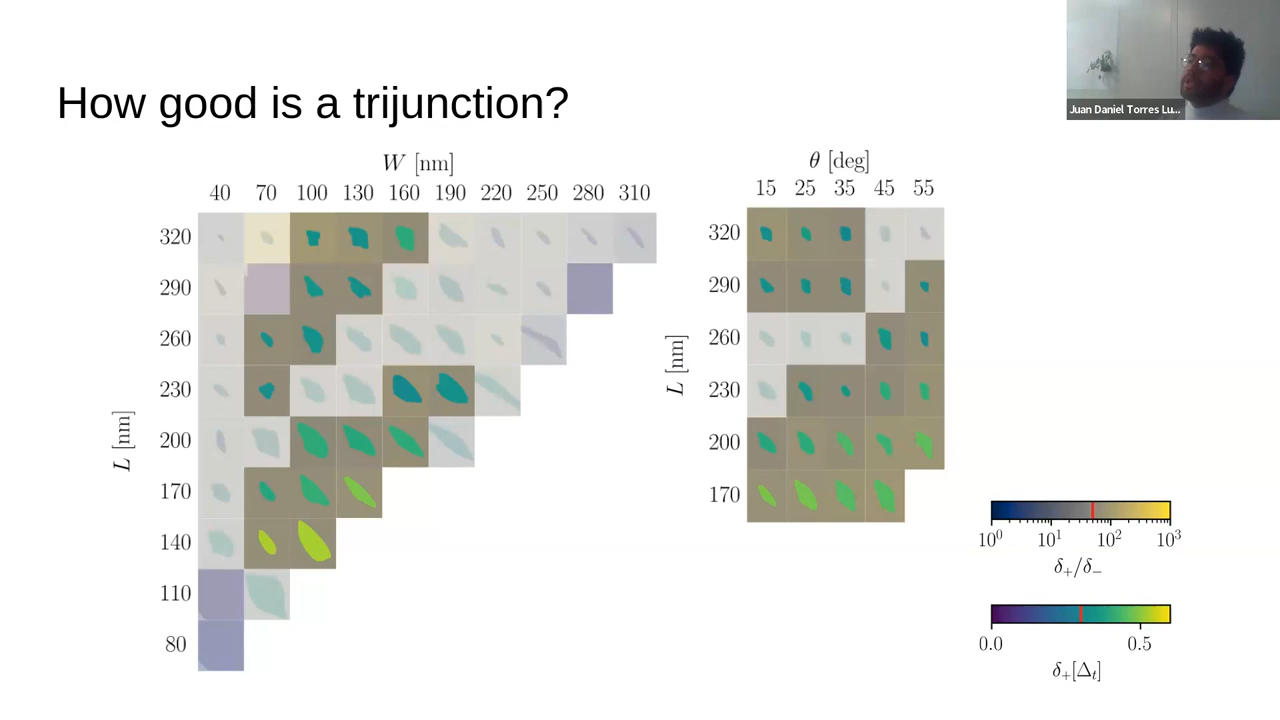 Juan Daniel Torres Lu...
How good is a trijunction?
W [nm]
40 70 100 130 160 190 220 250 280 310
L [nm]
320
290
260
230
200
170
140
110
80
θ [deg]
15 25 35 45 55
L [nm]
320
290
260
230
200
170
10⁰ 10¹ 10² 10³
δ₊/δ₋
0.0 0.5
δ₊[Δₜ]